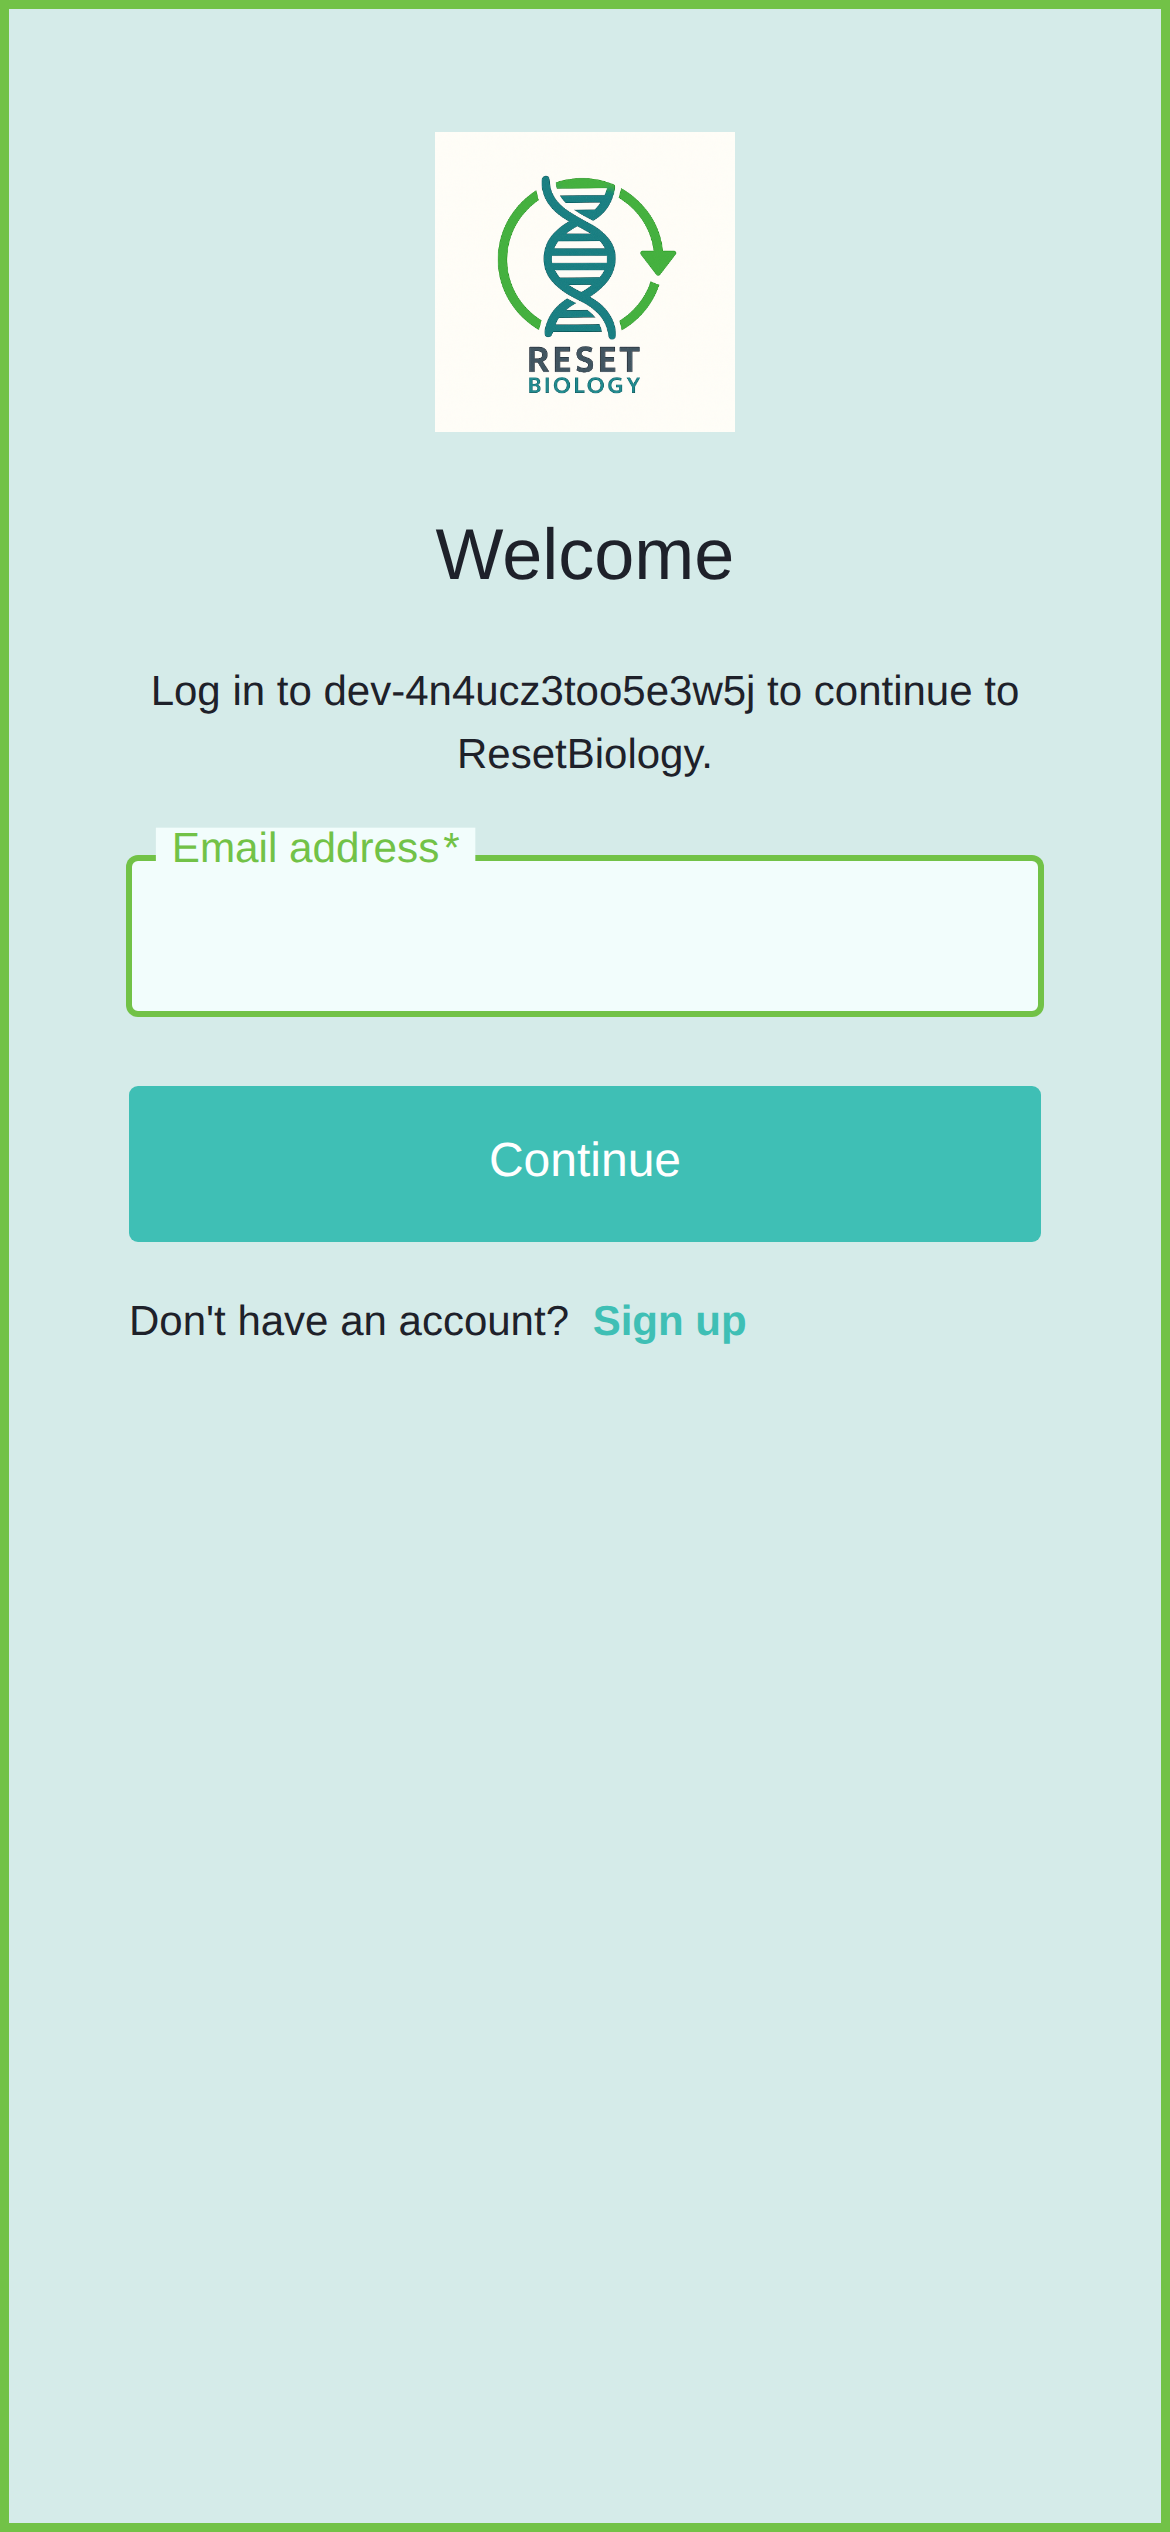 RESET
BIOLOGY
Welcome
Log in to dev-4n4ucz3too5e3w5j to continue to
ResetBiology.
Email address*
Continue
Don't have an account? Sign up